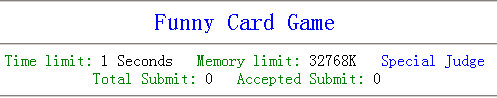 Funny Card Game
Time limit: 1 Seconds Memory limit: 32768K Special Judge
Total Submit: 0 Accepted Submit: 0